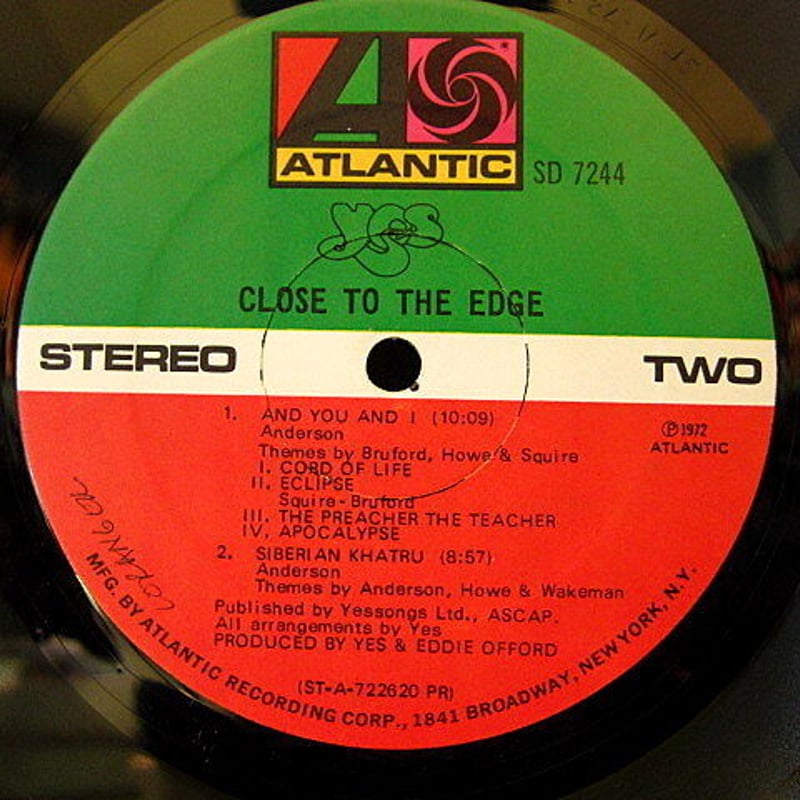 ATLANTIC
SD 7244
yes
CLOSE TO THE EDGE
STEREO
TWO
1. AND YOU AND I (10:09)
Anderson
Themes by Bruford, Howe & Squire
I. CORD OF LIFE
II. ECLIPSE
Squire-Bruford
III. THE PREACHER THE TEACHER
IV, APOCALYPSE
2. SIBERIAN KHATRU (8:57)
Anderson
Themes by Anderson, Howe & Wakeman
Published by Yessongs Ltd., ASCAP.
All arrangements by Yes
PRODUCED BY YES & EDDIE OFFORD
(ST-A-722620 PR)
℗ 1972
ATLANTIC
MFG. BY ATLANTIC RECORDING CORP., 1841 BROADWAY, NEW YORK, N.Y.